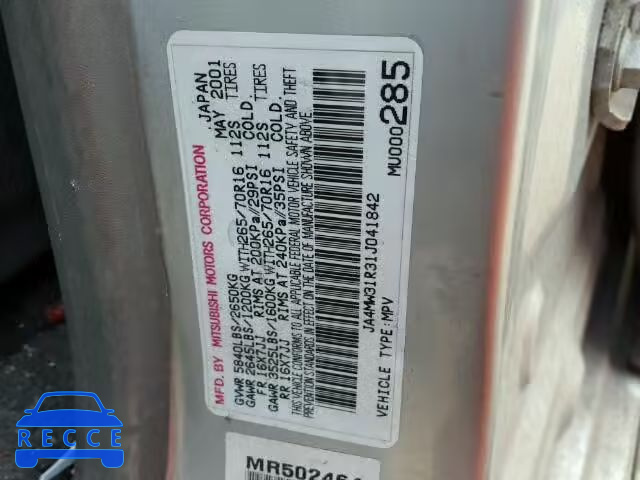 MFD. BY MITSUBISHI MOTORS CORPORATION JAPAN
GVWR 5840LBS/2650KG MAY 2001
GAWR 2645LBS/1200KG WITH265/70R16 112S TIRES
FR 16X7JJ RIMS AT 200KPa/29PSI COLD.
GAWR 3525LBS/1600KG WITH265/70R16 112S TIRES
RR 16X7JJ RIMS AT 240KPa/35PSI COLD.
THIS VEHICLE CONFORMS TO ALL APPLICABLE FEDERAL MOTOR VEHICLE SAFETY AND THEFT
PREVENTION STANDARDS IN EFFECT ON THE DATE OF MANUFACTURE SHOWN ABOVE.
JA4MW31R31J041842
VEHICLE TYPE:MPV MU000285
RECCE